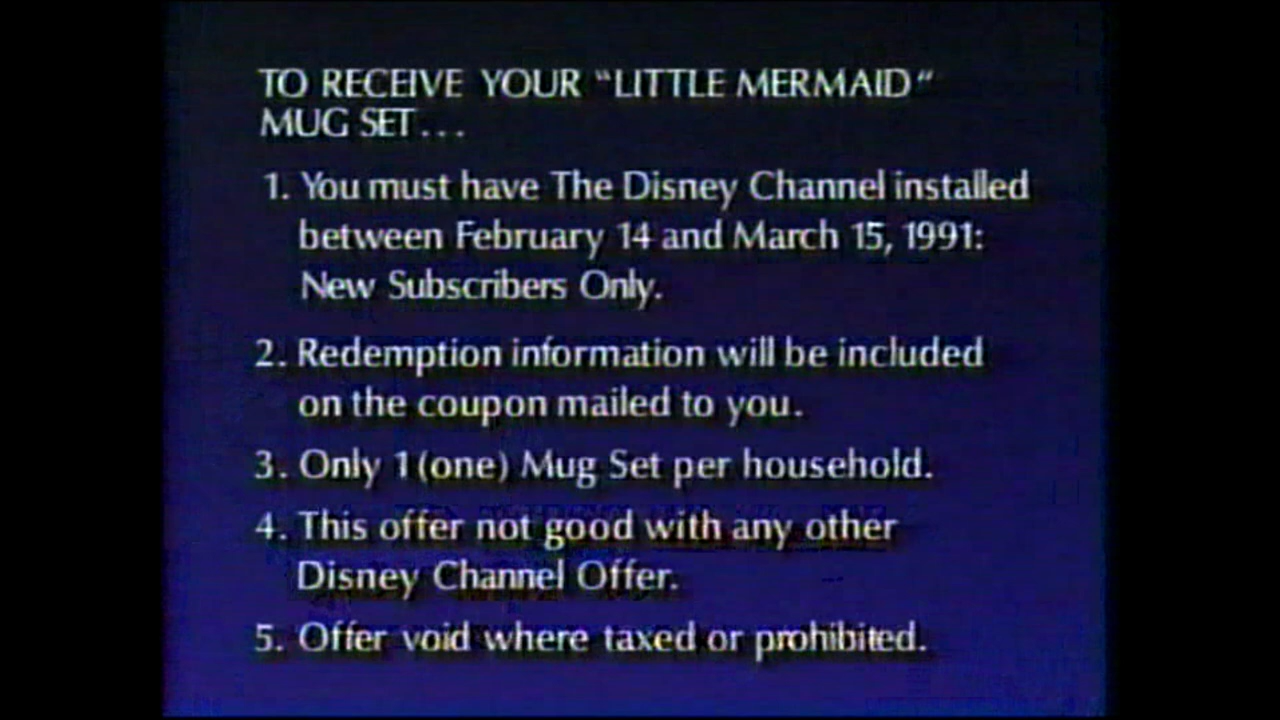 TO RECEIVE YOUR “LITTLE MERMAID”
MUG SET...
1. You must have The Disney Channel installed
between February 14 and March 15, 1991:
New Subscribers Only.
2. Redemption information will be included
on the coupon mailed to you.
3. Only 1 (one) Mug Set per household.
4. This offer not good with any other
Disney Channel Offer.
5. Offer void where taxed or prohibited.